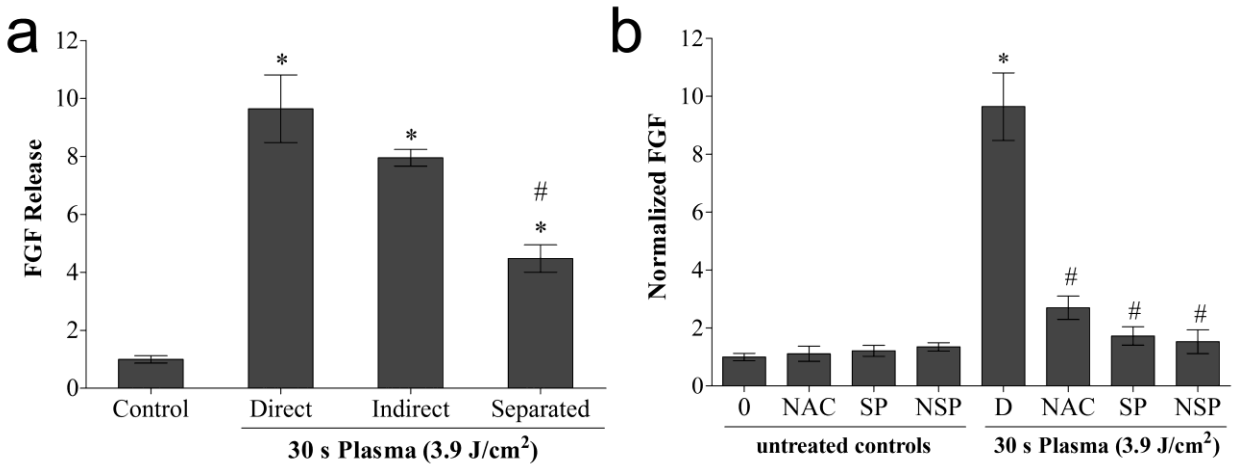 a
FGF Release
12
10
8
6
4
2
0
*
*
#
*
Control Direct Indirect Separated
30 s Plasma (3.9 J/cm²)
b
Normalized FGF
12
10
8
6
4
2
0
*
#
#
#
0 NAC SP NSP D NAC SP NSP
untreated controls 30 s Plasma (3.9 J/cm²)